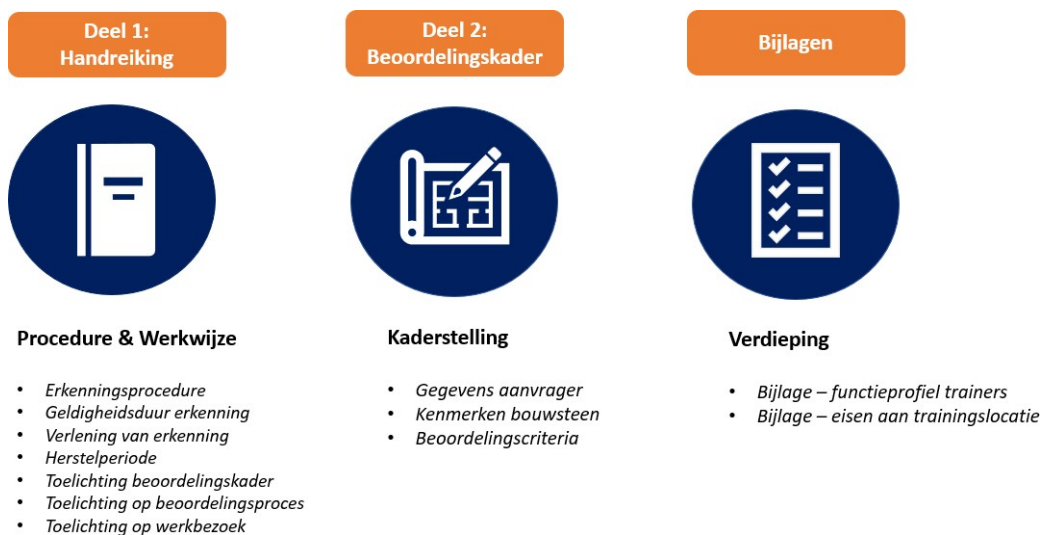 Deel 1:
Handreiking
Procedure & Werkwijze
• Erkenningsprocedure
• Geldigheidsduur erkenning
• Verlening van erkenning
• Herstelperiode
• Toelichting beoordelingskader
• Toelichting op beoordelingsproces
• Toelichting op werkbezoek
Deel 2:
Beoordelingskader
Kaderstelling
• Gegevens aanvrager
• Kenmerken bouwsteen
• Beoordelingscriteria
Bijlagen
Verdieping
• Bijlage – functieprofiel trainers
• Bijlage – eisen aan trainingslocatie